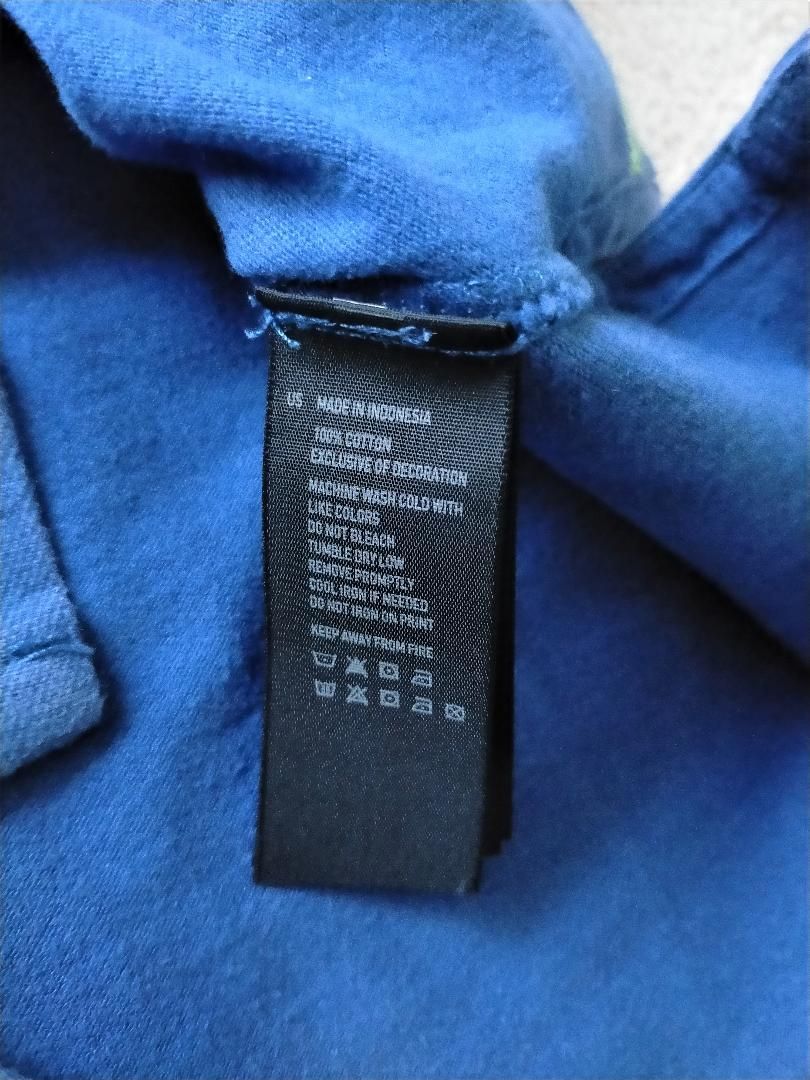 US MADE IN INDONESIA
100% COTTON
EXCLUSIVE OF DECORATION
MACHINE WASH COLD WITH
LIKE COLORS
DO NOT BLEACH
TUMBLE DRY LOW
REMOVE PROMPTLY
COOL IRON IF NEEDED
DO NOT IRON ON PRINT
KEEP AWAY FROM FIRE